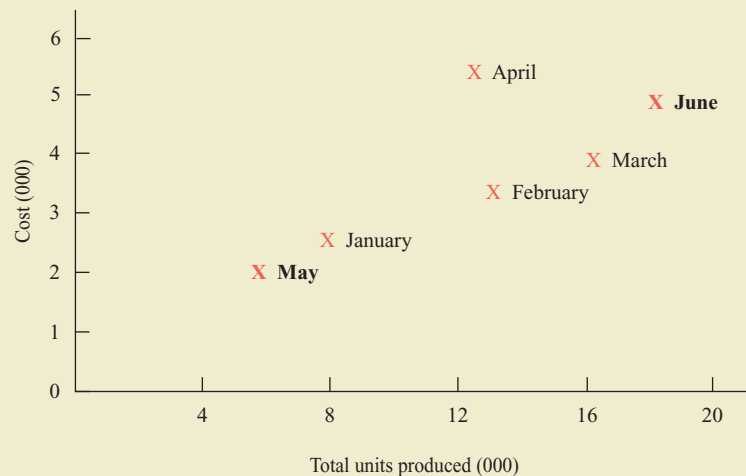 6
X April
5
X June
4
X March
Cost (000)
X February
3
X January
2
X May
1
0
4 8 12 16 20
Total units produced (000)